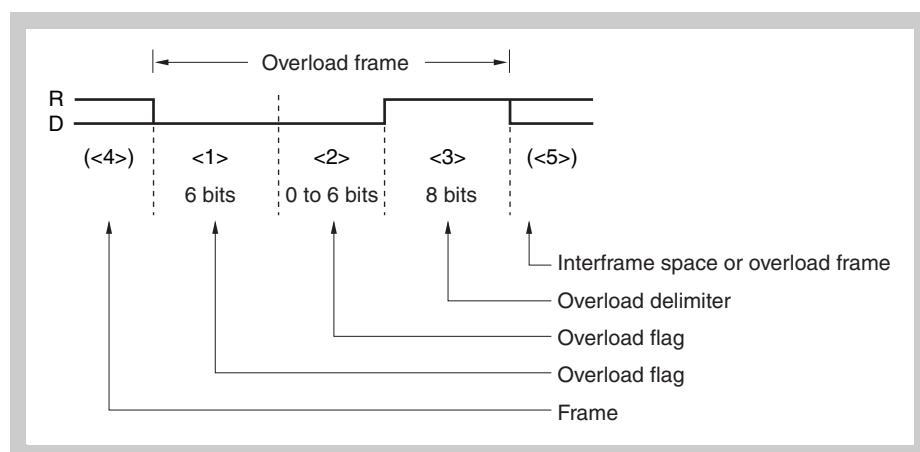 Overload frame
R
D
(<4>) <1> <2> <3> (<5>)
6 bits 0 to 6 bits 8 bits
Interframe space or overload frame
Overload delimiter
Overload flag
Overload flag
Frame